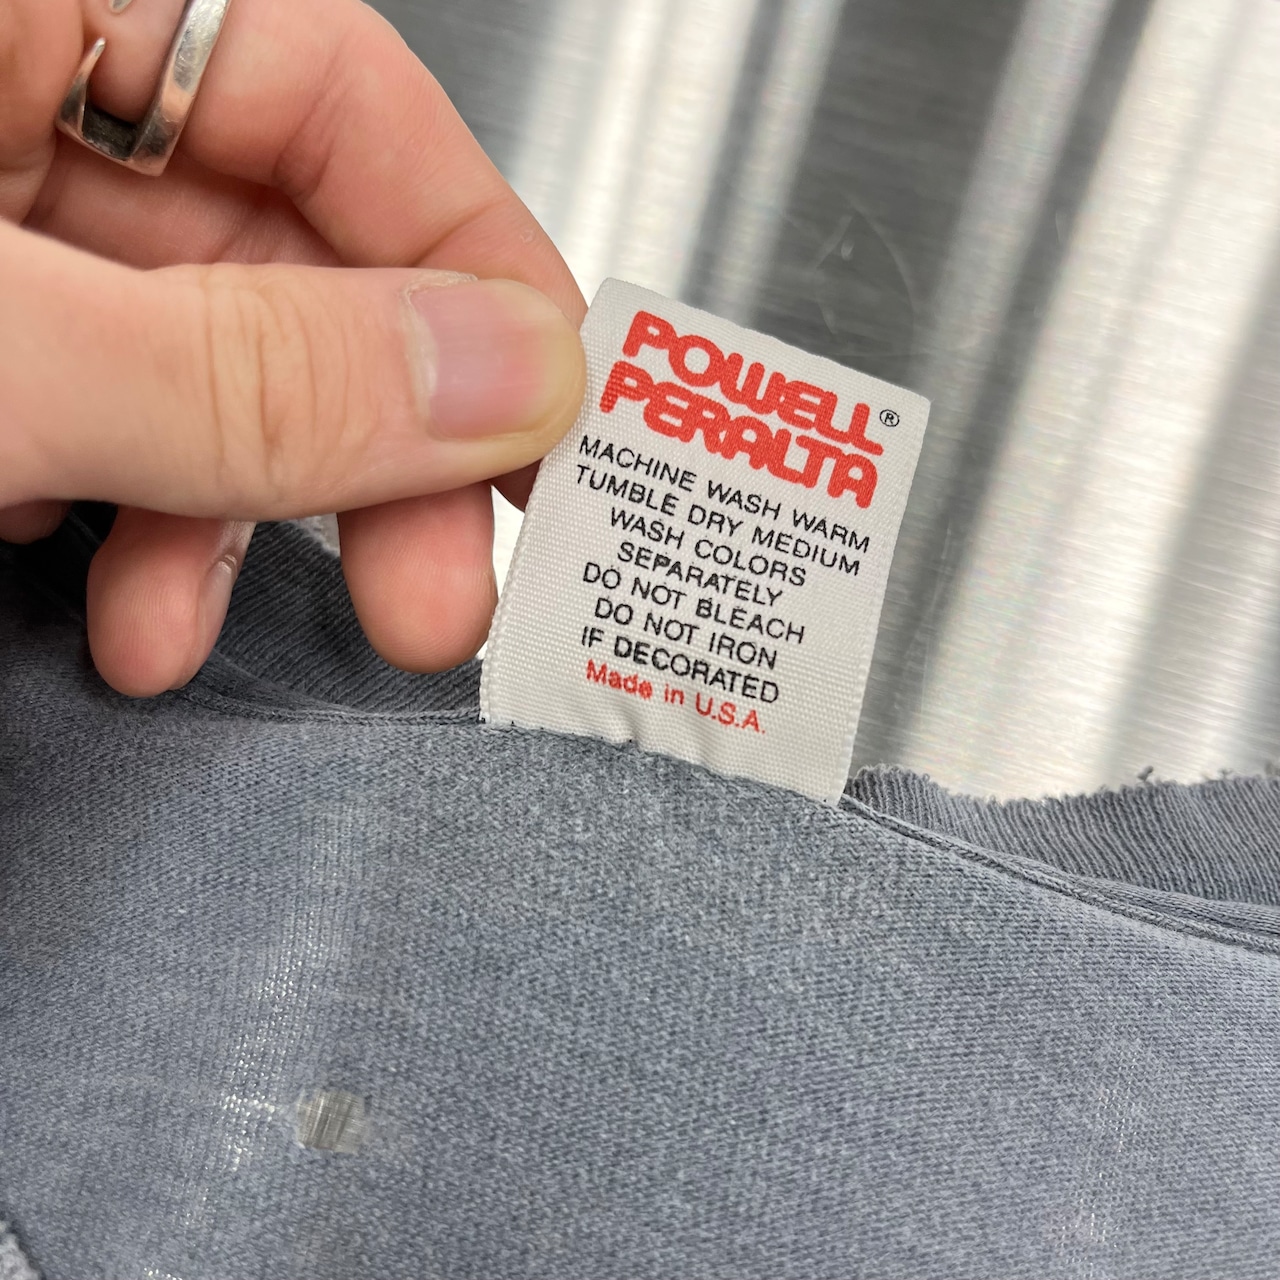 POWELL
PERALTA®
MACHINE WASH WARM
TUMBLE DRY MEDIUM
WASH COLORS
SEPARATELY
DO NOT BLEACH
DO NOT IRON
IF DECORATED
Made in U.S.A.